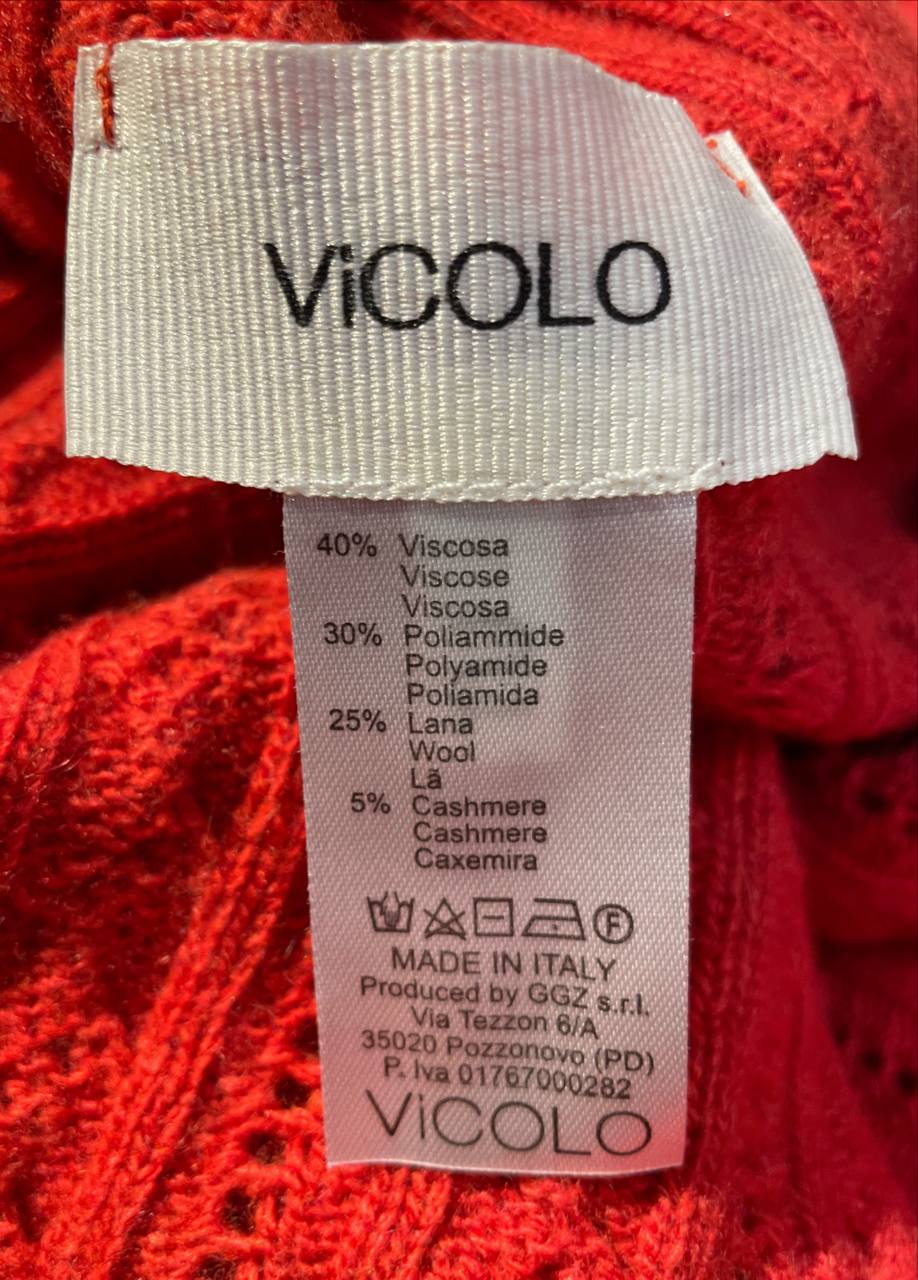 ViCOLO
40% Viscosa
Viscose
Viscosa
30% Poliammide
Polyamide
Poliamida
25% Lana
Wool
Lã
5% Cashmere
Cashmere
Caxemira
F
MADE IN ITALY
Produced by GGZ s.r.l.
Via Tezzon 6/A
35020 Pozzonovo (PD)
P. Iva 01767000282
ViCOLO